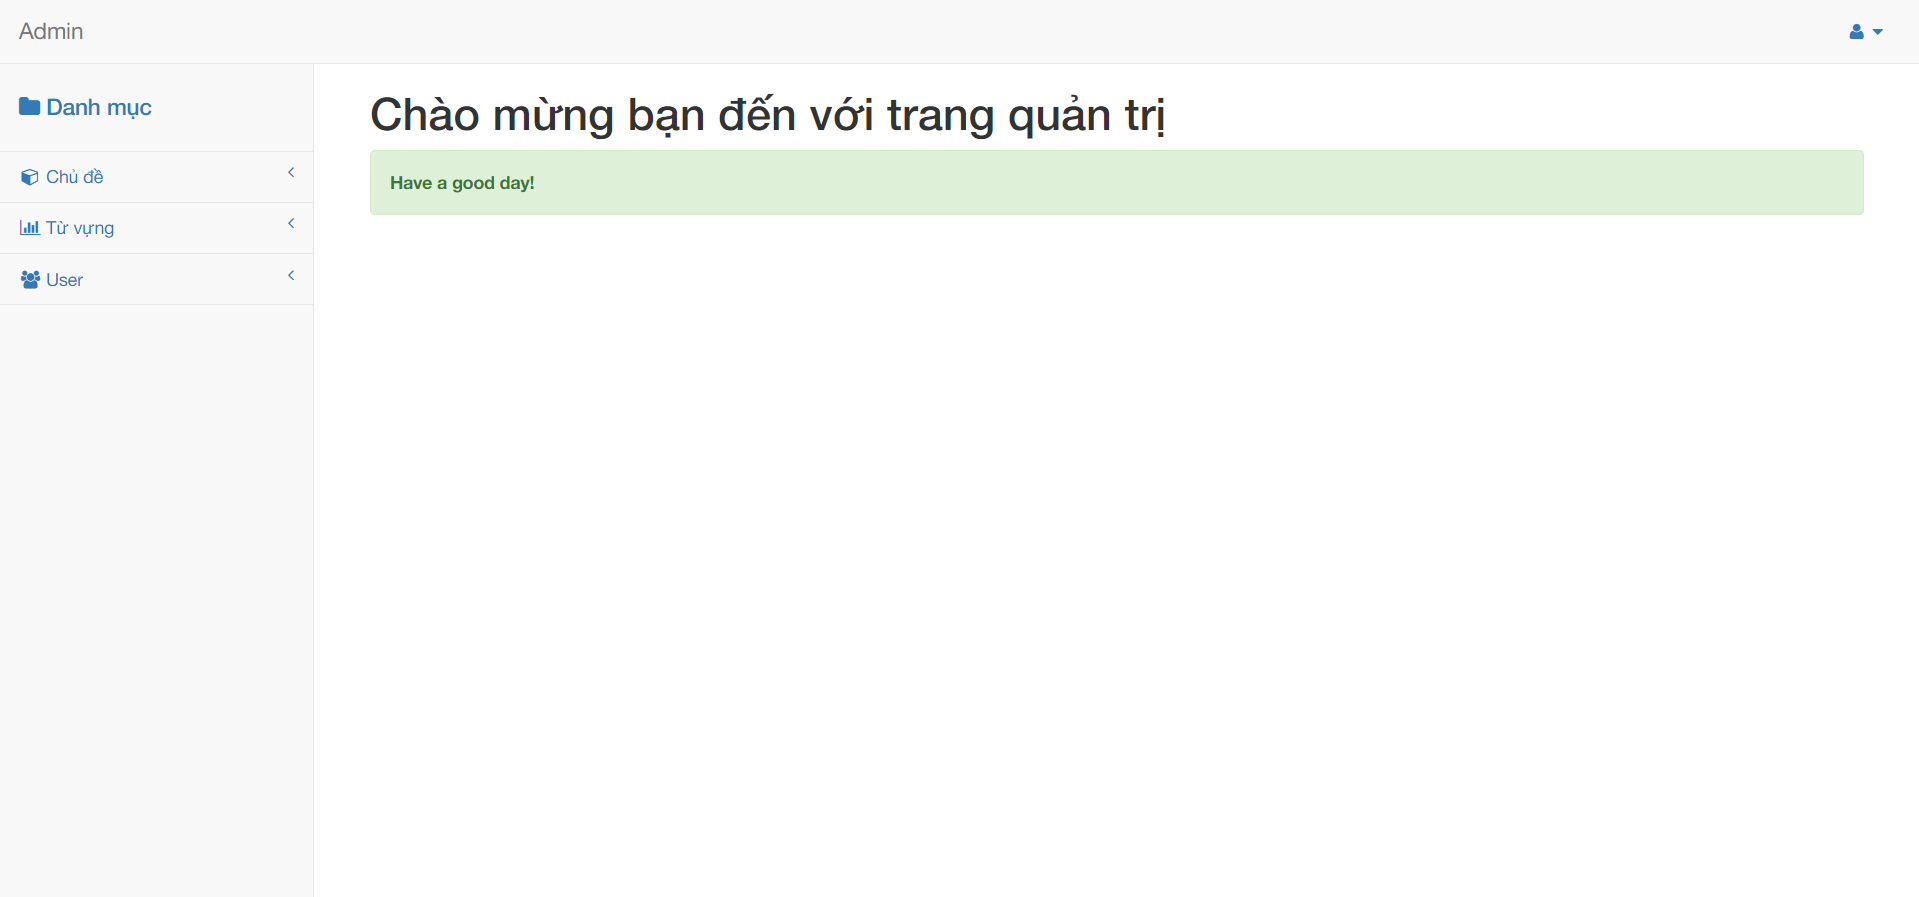 Admin
Danh mục
Chủ đề
Từ vựng
User
Chào mừng bạn đến với trang quản trị
Have a good day!